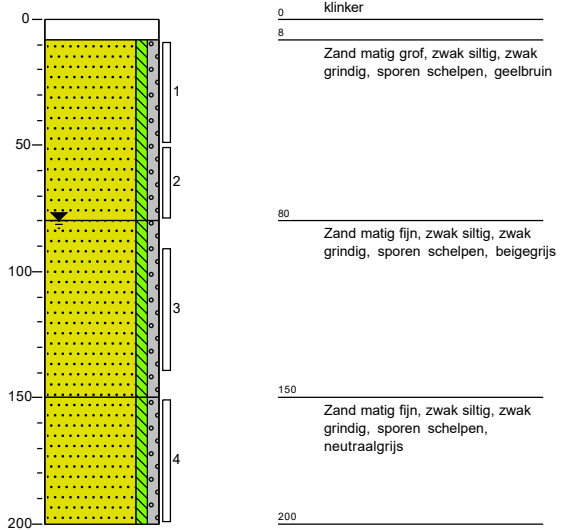 klinker
0
0
8
Zand matig grof, zwak siltig, zwak
grindig, sporen schelpen, geelbruin
1
50
2
80
Zand matig fijn, zwak siltig, zwak
grindig, sporen schelpen, beigegrijs
100
3
150
150
Zand matig fijn, zwak siltig, zwak
grindig, sporen schelpen,
neutraalgrijs
4
200
200